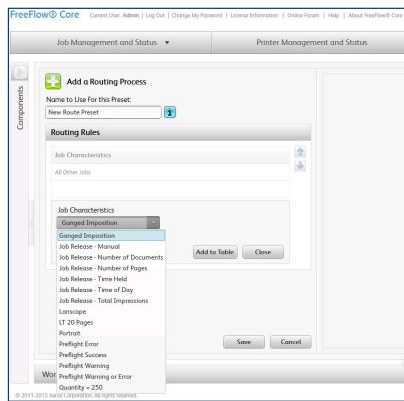 FreeFlow® Core Current User: Admin | Log Out | Change My Password | License Information | Online Forum | Help | About FreeFlow® Core
Job Management and Status Printer Management and Status
Components
Add a Routing Process
Name to Use For this Preset:
New Route Preset
Routing Rules
Job Characteristics
All Other Jobs
Job Characteristics
Ganged Imposition
Ganged Imposition
Job Release - Manual
Job Release - Number of Documents
Add to Table Close
Job Release - Number of Pages
Job Release - Time Held
Job Release - Time of Day
Job Release - Total Impressions
Lanscape
LT 20 Pages
Portrait
Preflight Error
Preflight Success
Save Cancel
Preflight Warning
Preflight Warning or Error
Quantity = 250
Wor
© 2011-2015 Xerox Corporation. All rights reserved.